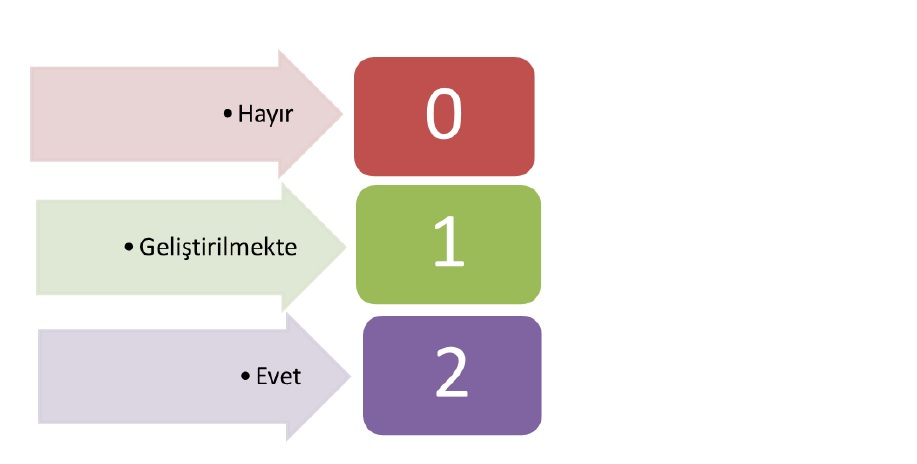 • Hayır
0
• Geliştirilmekte
1
• Evet
2